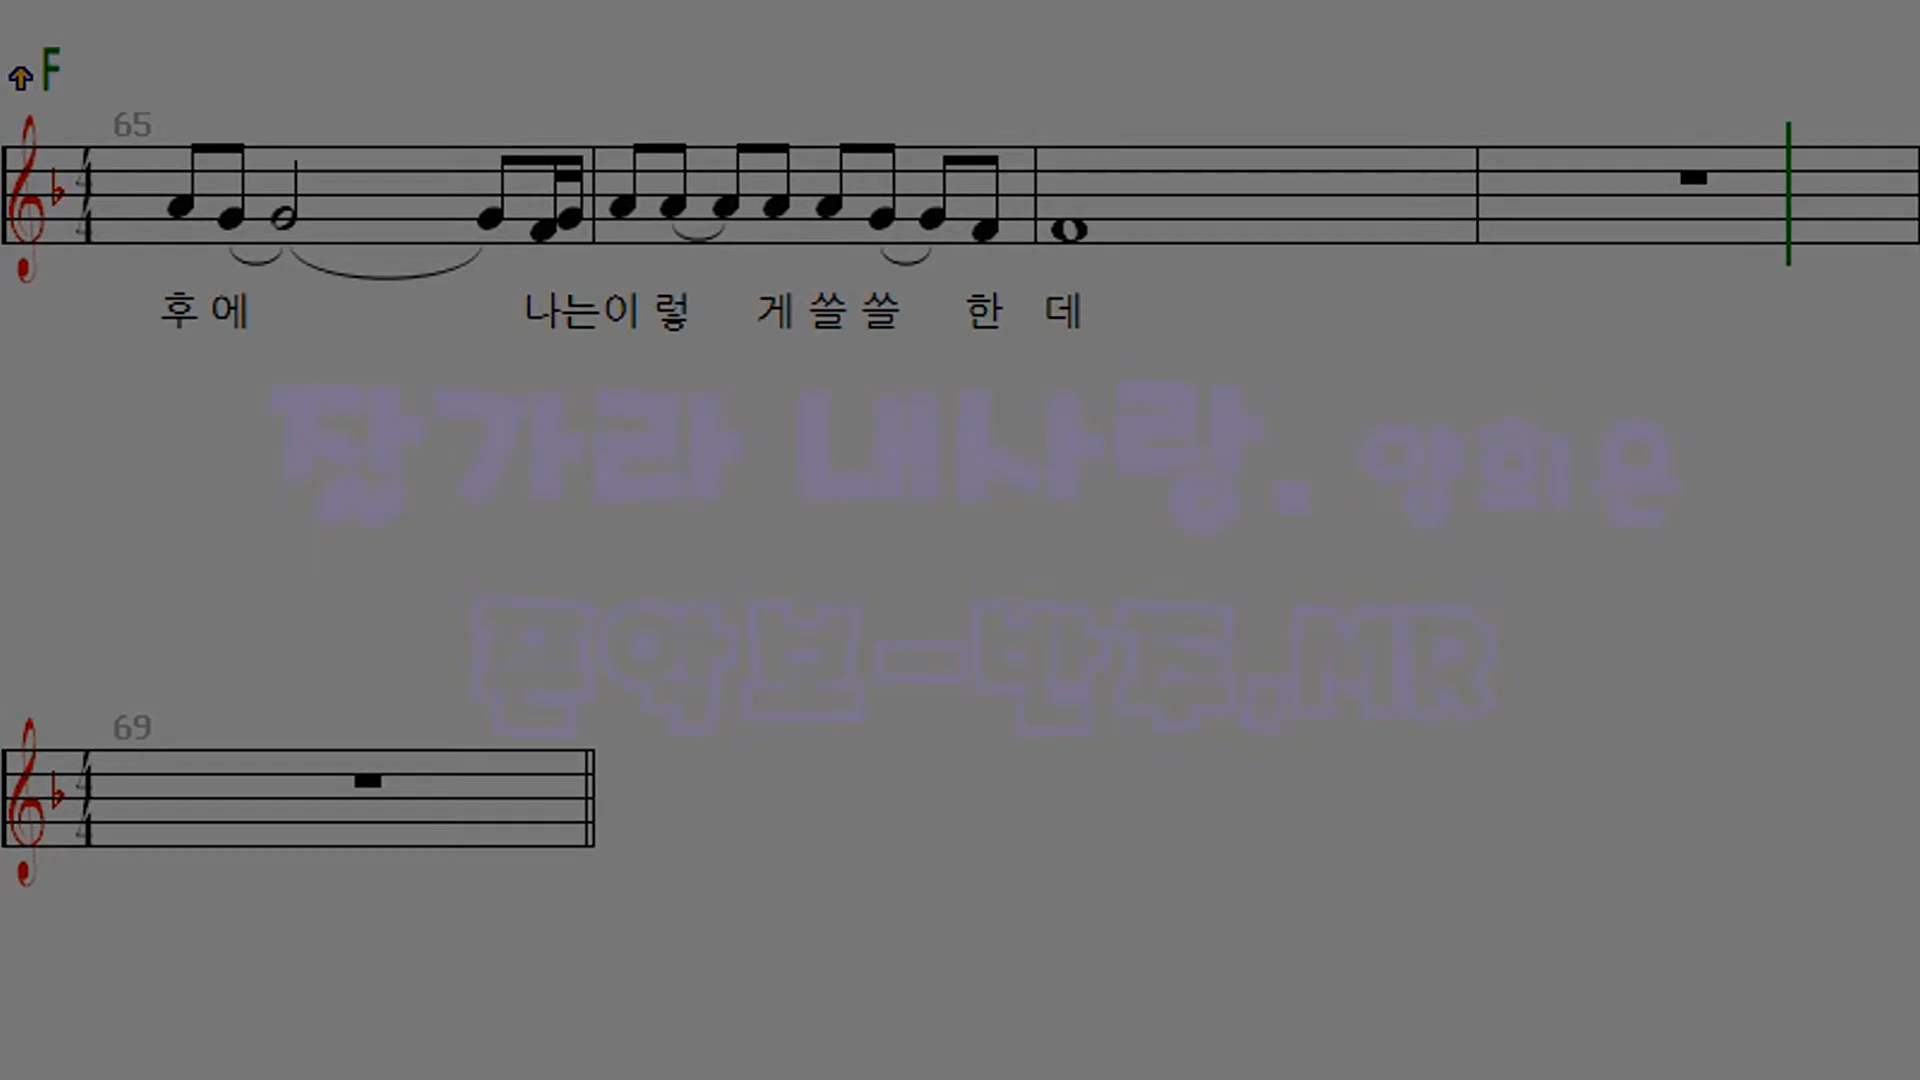 F
65
후 에 나는이 렇 게 쓸 쓸 한 데
잘가라 내사랑. 양희은
폰악보-반주.MR
69